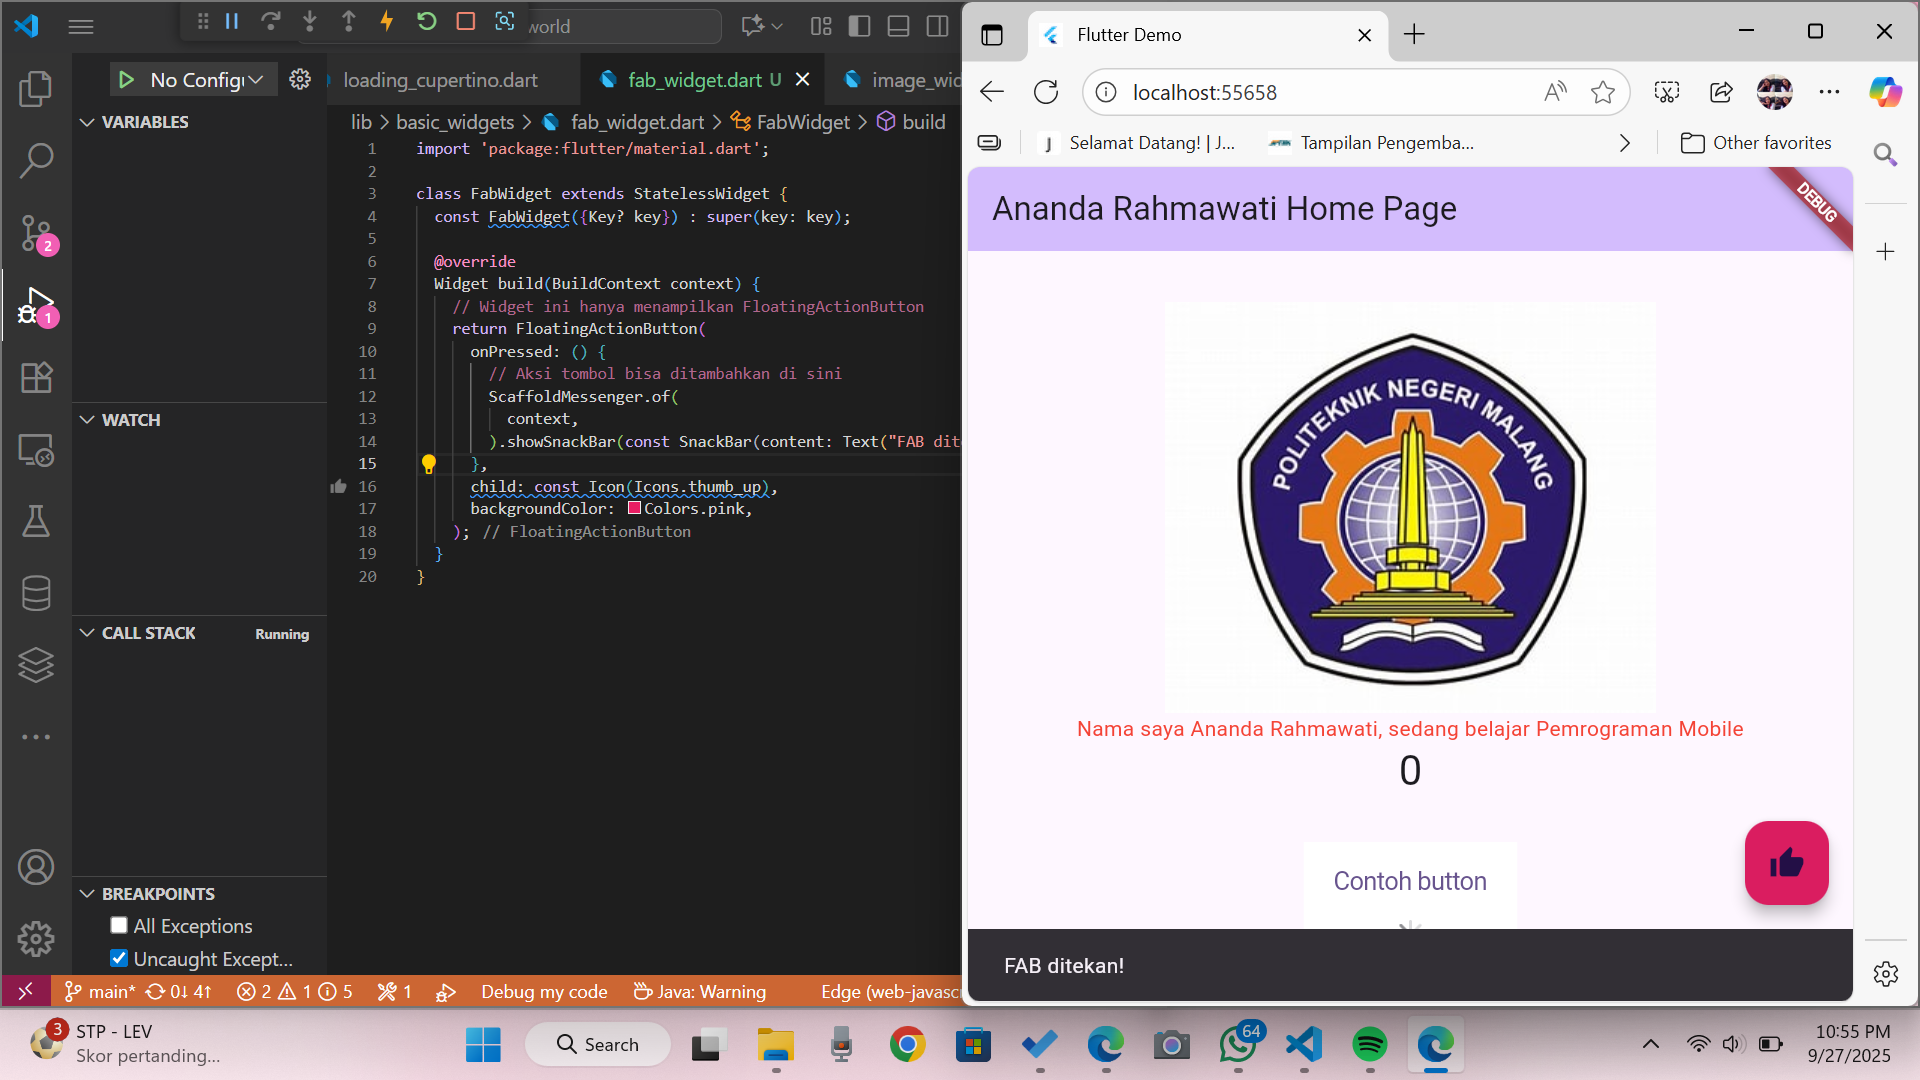 world
No Config
loading_cupertino.dart
fab_widget.dart U
image_wid
VARIABLES
lib > basic_widgets > fab_widget.dart > FabWidget > build
1 import 'package:flutter/material.dart';
2
3 class FabWidget extends StatelessWidget {
4 const FabWidget({Key? key}) : super(key: key);
5
6 @override
7 Widget build(BuildContext context) {
8 // Widget ini hanya menampilkan FloatingActionButton
9 return FloatingActionButton(
10 onPressed: () {
11 // Aksi tombol bisa ditambahkan di sini
12 ScaffoldMessenger.of(
13 context,
14 ).showSnackBar(const SnackBar(content: Text("FAB dit
15 },
16 child: const Icon(Icons.thumb_up),
17 backgroundColor: Colors.pink,
18 ); // FloatingActionButton
19 }
20 }
2
1
WATCH
CALL STACK
Running
BREAKPOINTS
All Exceptions
Uncaught Except...
main* 0↓ 4↑ 2 1 5 1 Debug my code Java: Warning Edge (web-javasc
Flutter Demo
localhost:55658
Selamat Datang! | J...
Tampilan Pengemba...
Other favorites
Ananda Rahmawati Home Page
DEBUG
POLITEKNIK NEGERI MALANG
Nama saya Ananda Rahmawati, sedang belajar Pemrograman Mobile
0
Contoh button
FAB ditekan!
3
STP - LEV
Skor pertanding...
Search
64
10:55 PM
9/27/2025